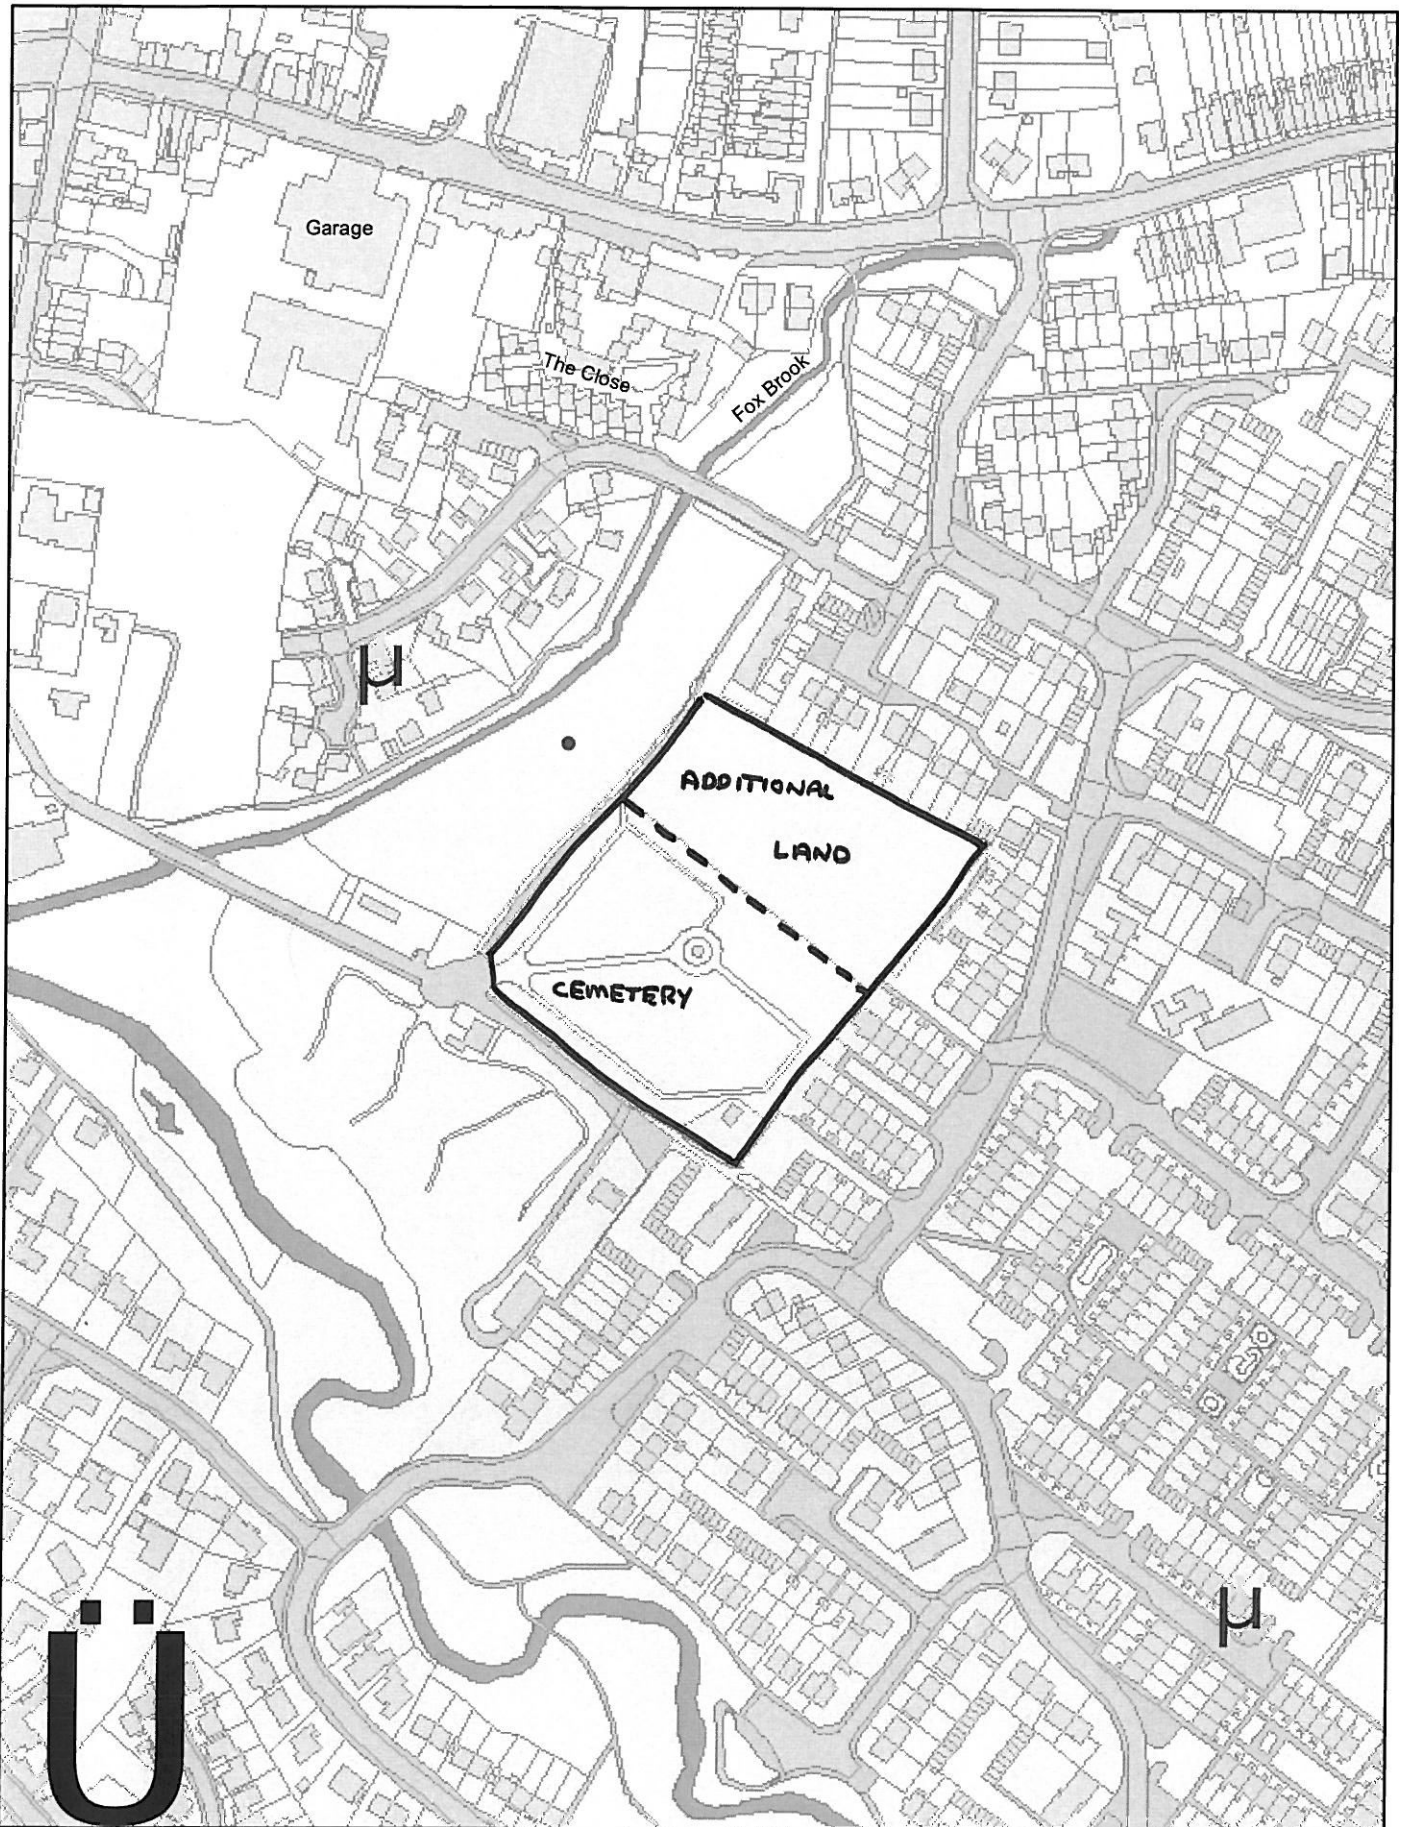 Garage
The Close
Fox Brook
µ
ADDITIONAL
LAND
CEMETERY
µ
Ü